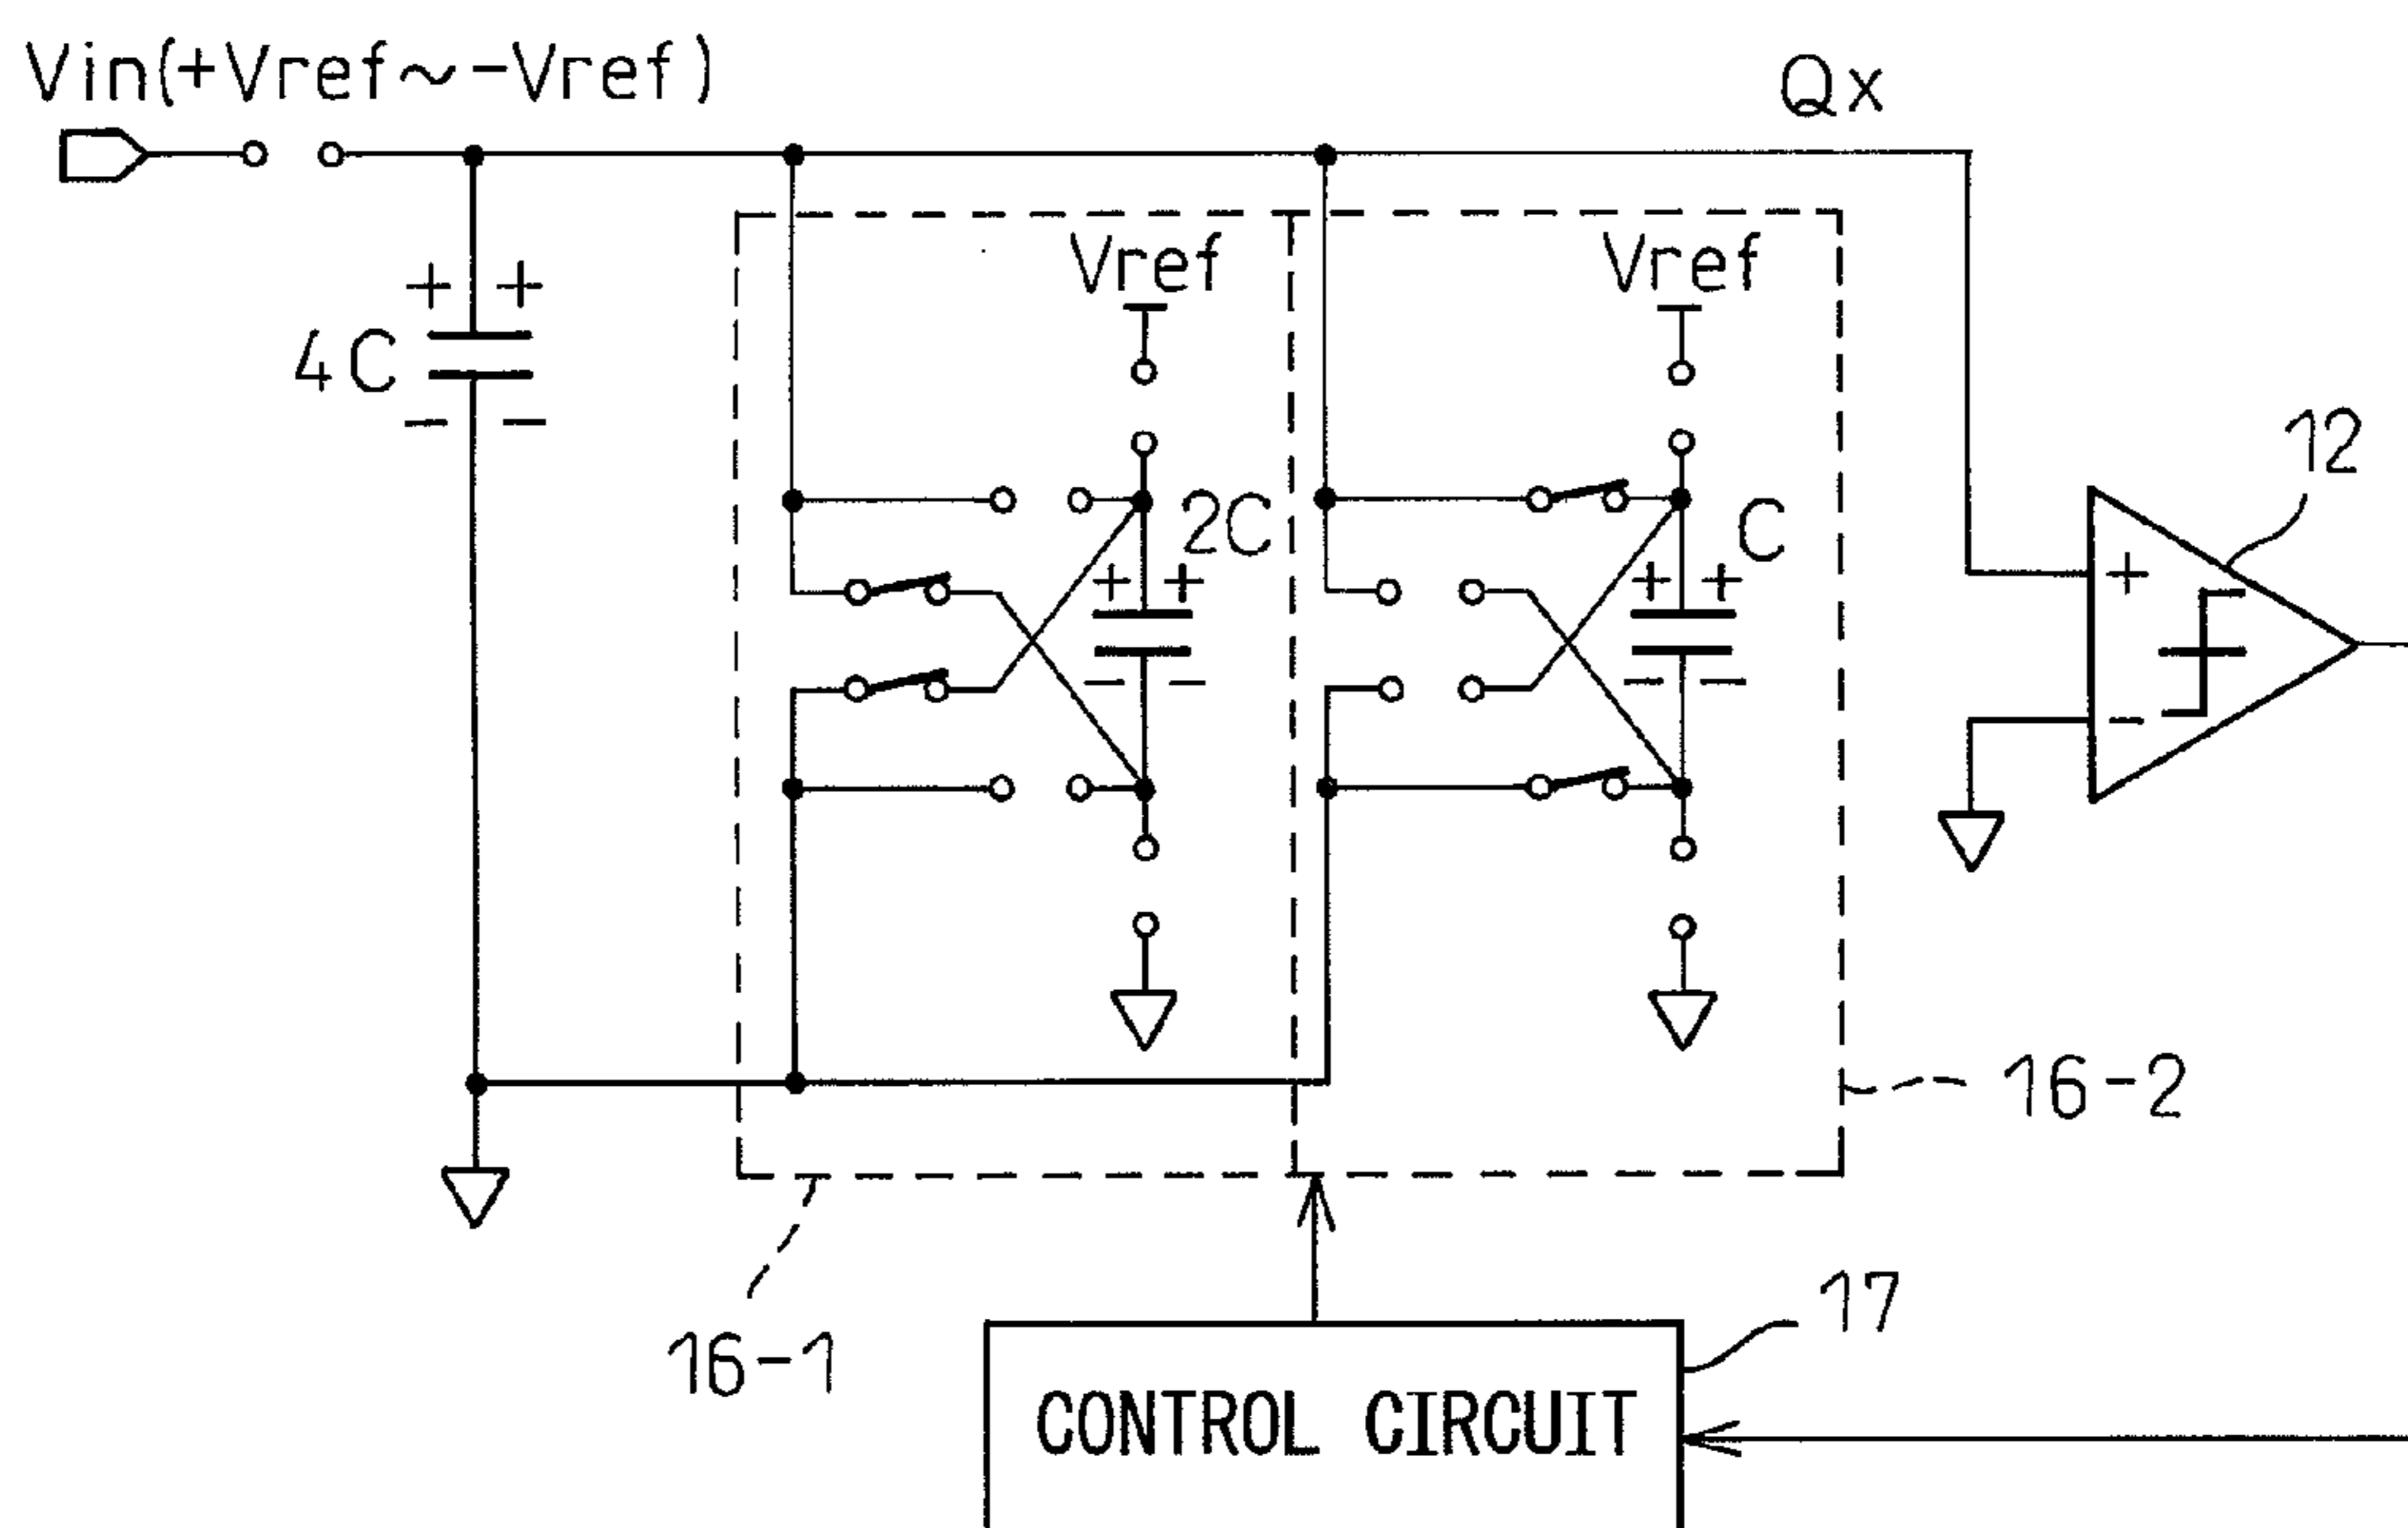 Vin(+Vref~-Vref)
Qx
Vref
Vref
+ +
4C
- -
12
2C
C
+ +
+ +
- -
- -
+
-
16-2
16-1
17
CONTROL CIRCUIT